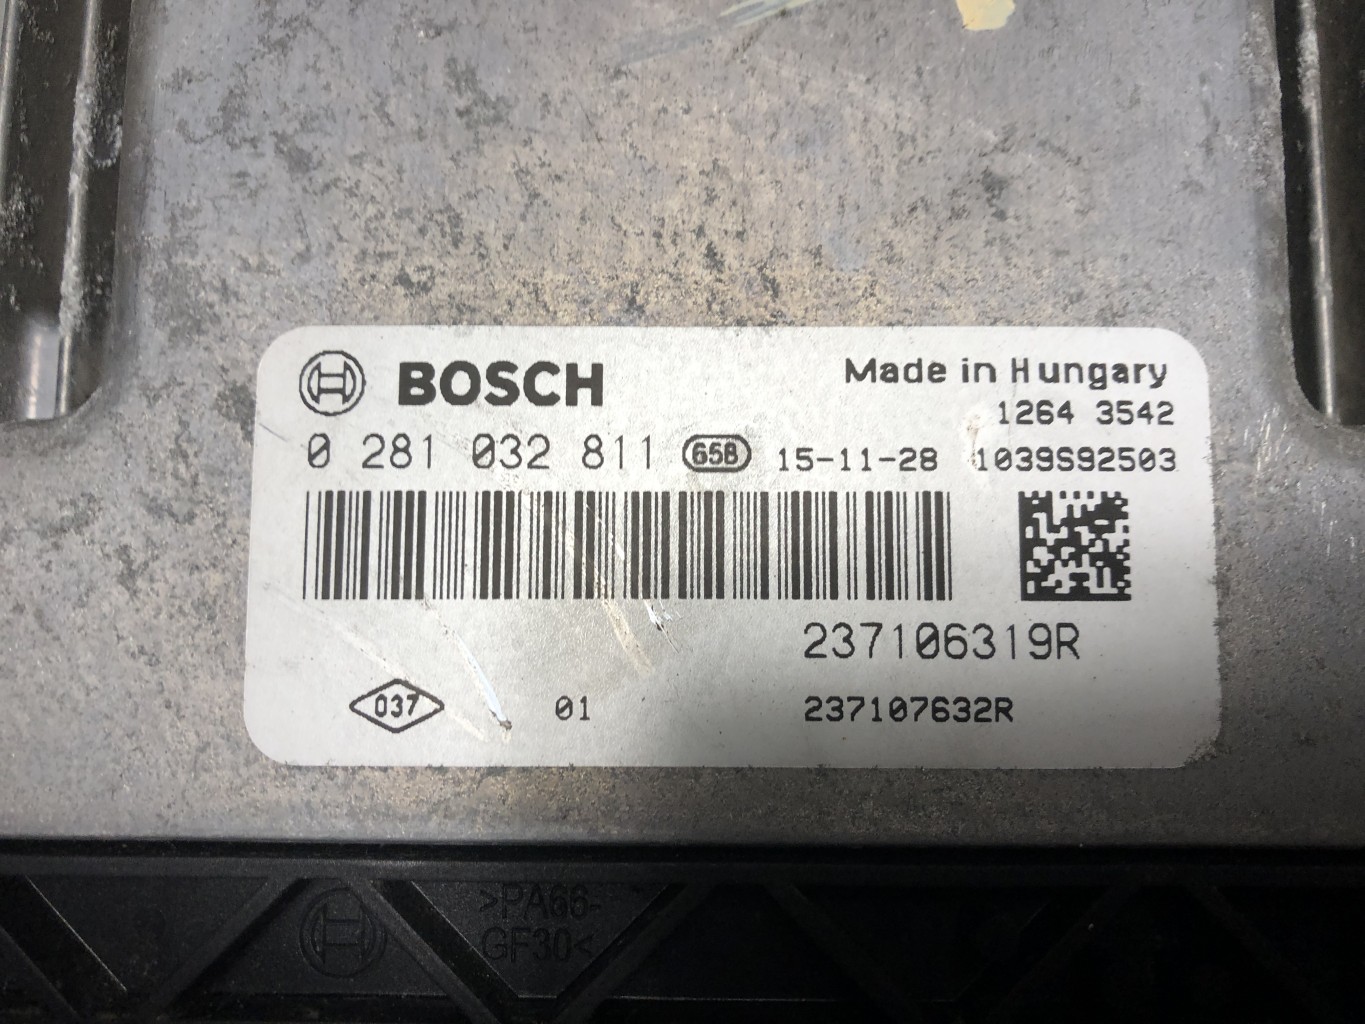 BOSCH
Made in Hungary
1264 3542
0 281 032 811 65B 15-11-28 1039S92503
237106319R
037 01 237107632R
>PA66-
GF30<